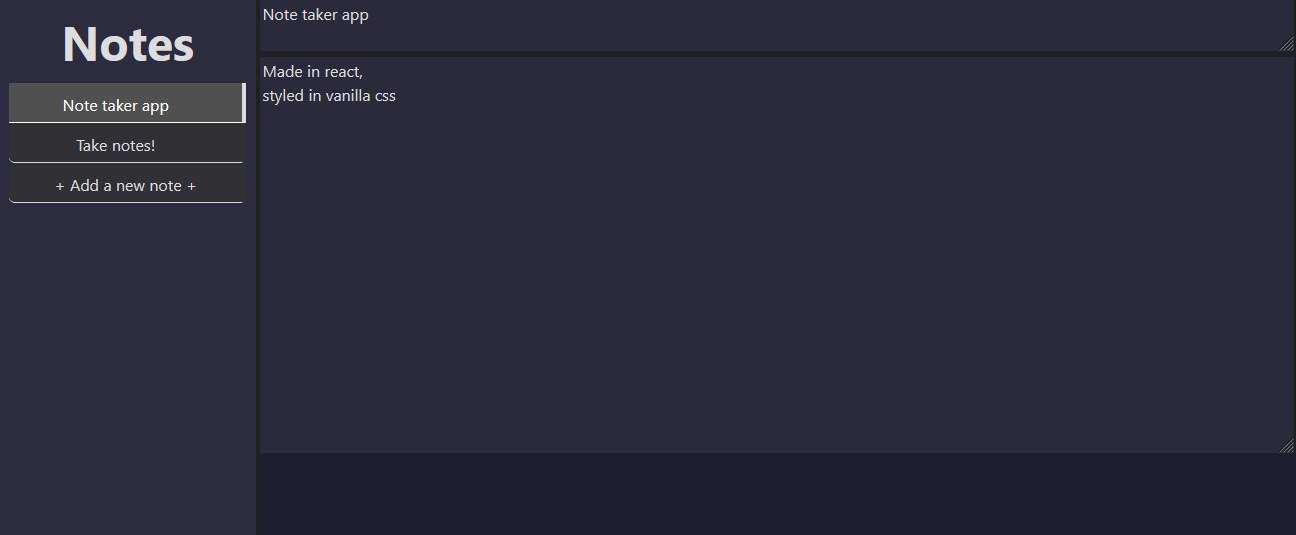 Notes
Note taker app
Take notes!
+ Add a new note +
Note taker app
Made in react,
styled in vanilla css